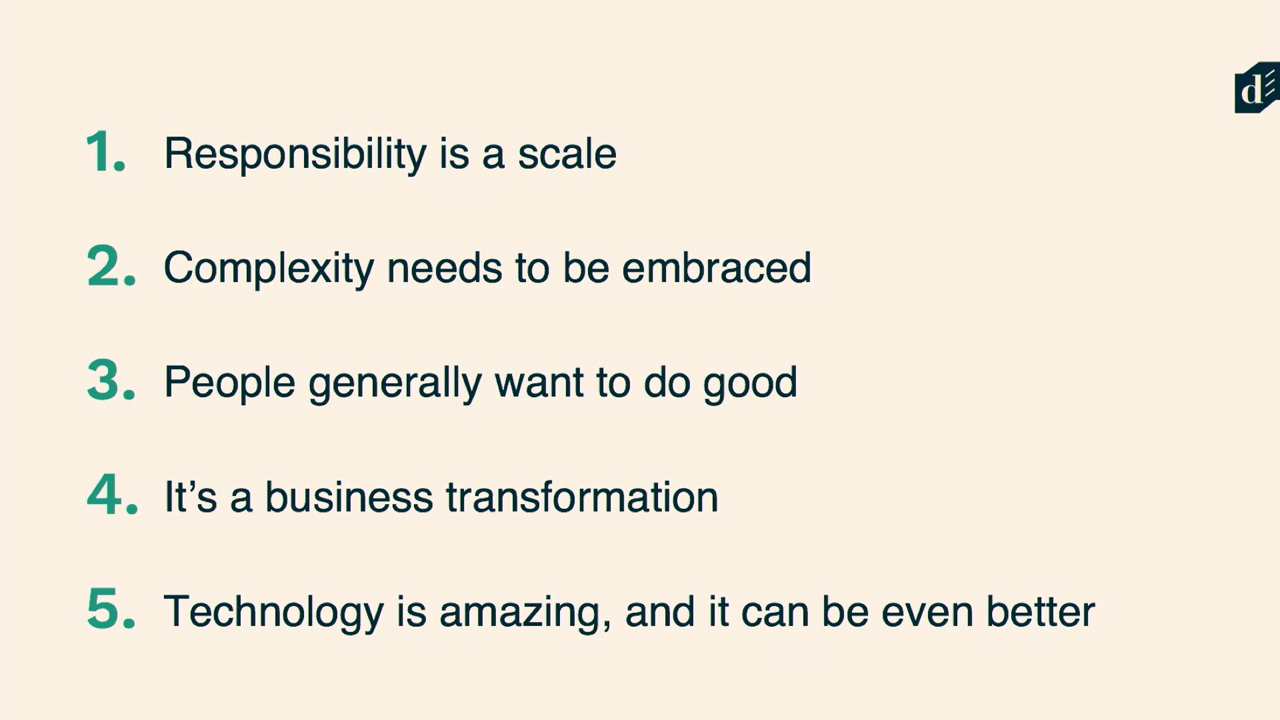 d
1. Responsibility is a scale
2. Complexity needs to be embraced
3. People generally want to do good
4. It’s a business transformation
5. Technology is amazing, and it can be even better